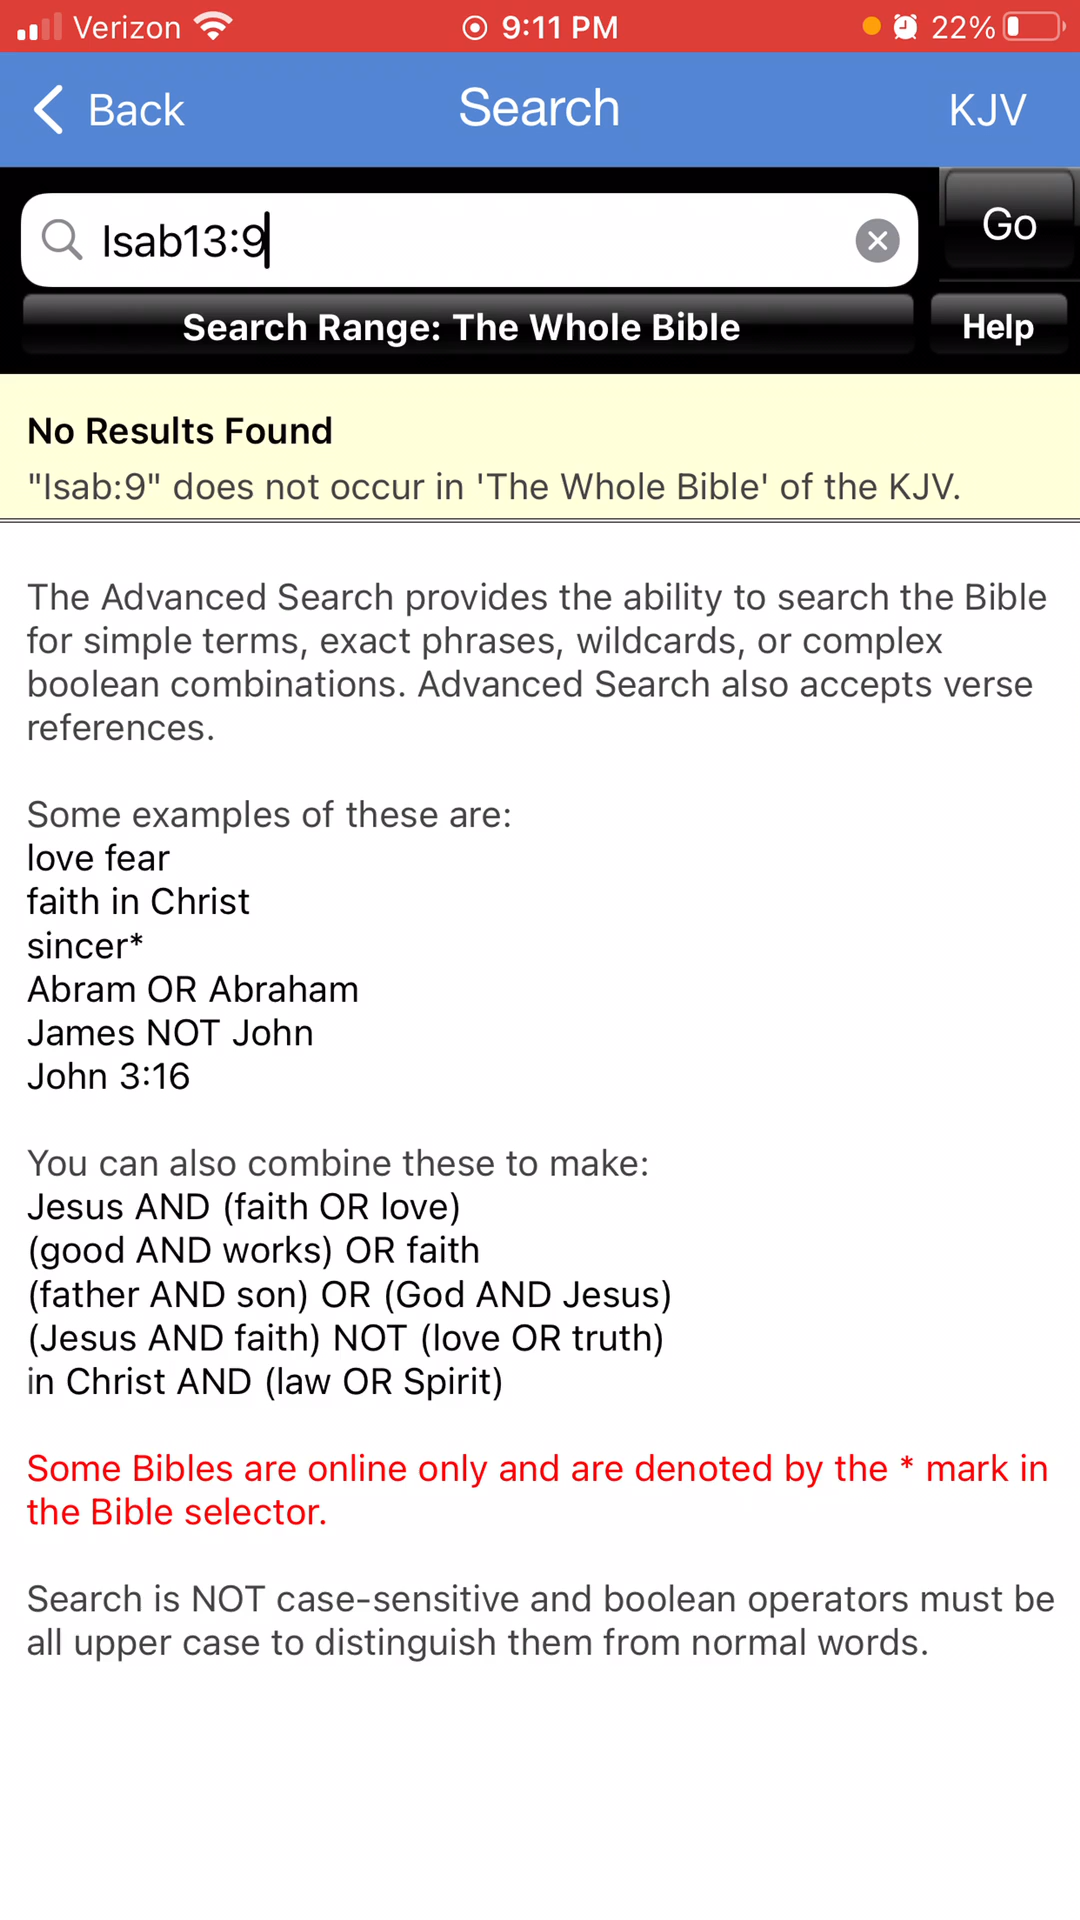 Verizon 9:11 PM 22%
Back Search KJV
Isab13:9 Go
Search Range: The Whole Bible Help
No Results Found
"Isab:9" does not occur in 'The Whole Bible' of the KJV.
The Advanced Search provides the ability to search the Bible
for simple terms, exact phrases, wildcards, or complex
boolean combinations. Advanced Search also accepts verse
references.
Some examples of these are:
love fear
faith in Christ
sincer*
Abram OR Abraham
James NOT John
John 3:16
You can also combine these to make:
Jesus AND (faith OR love)
(good AND works) OR faith
(father AND son) OR (God AND Jesus)
(Jesus AND faith) NOT (love OR truth)
in Christ AND (law OR Spirit)
Some Bibles are online only and are denoted by the * mark in
the Bible selector.
Search is NOT case-sensitive and boolean operators must be
all upper case to distinguish them from normal words.